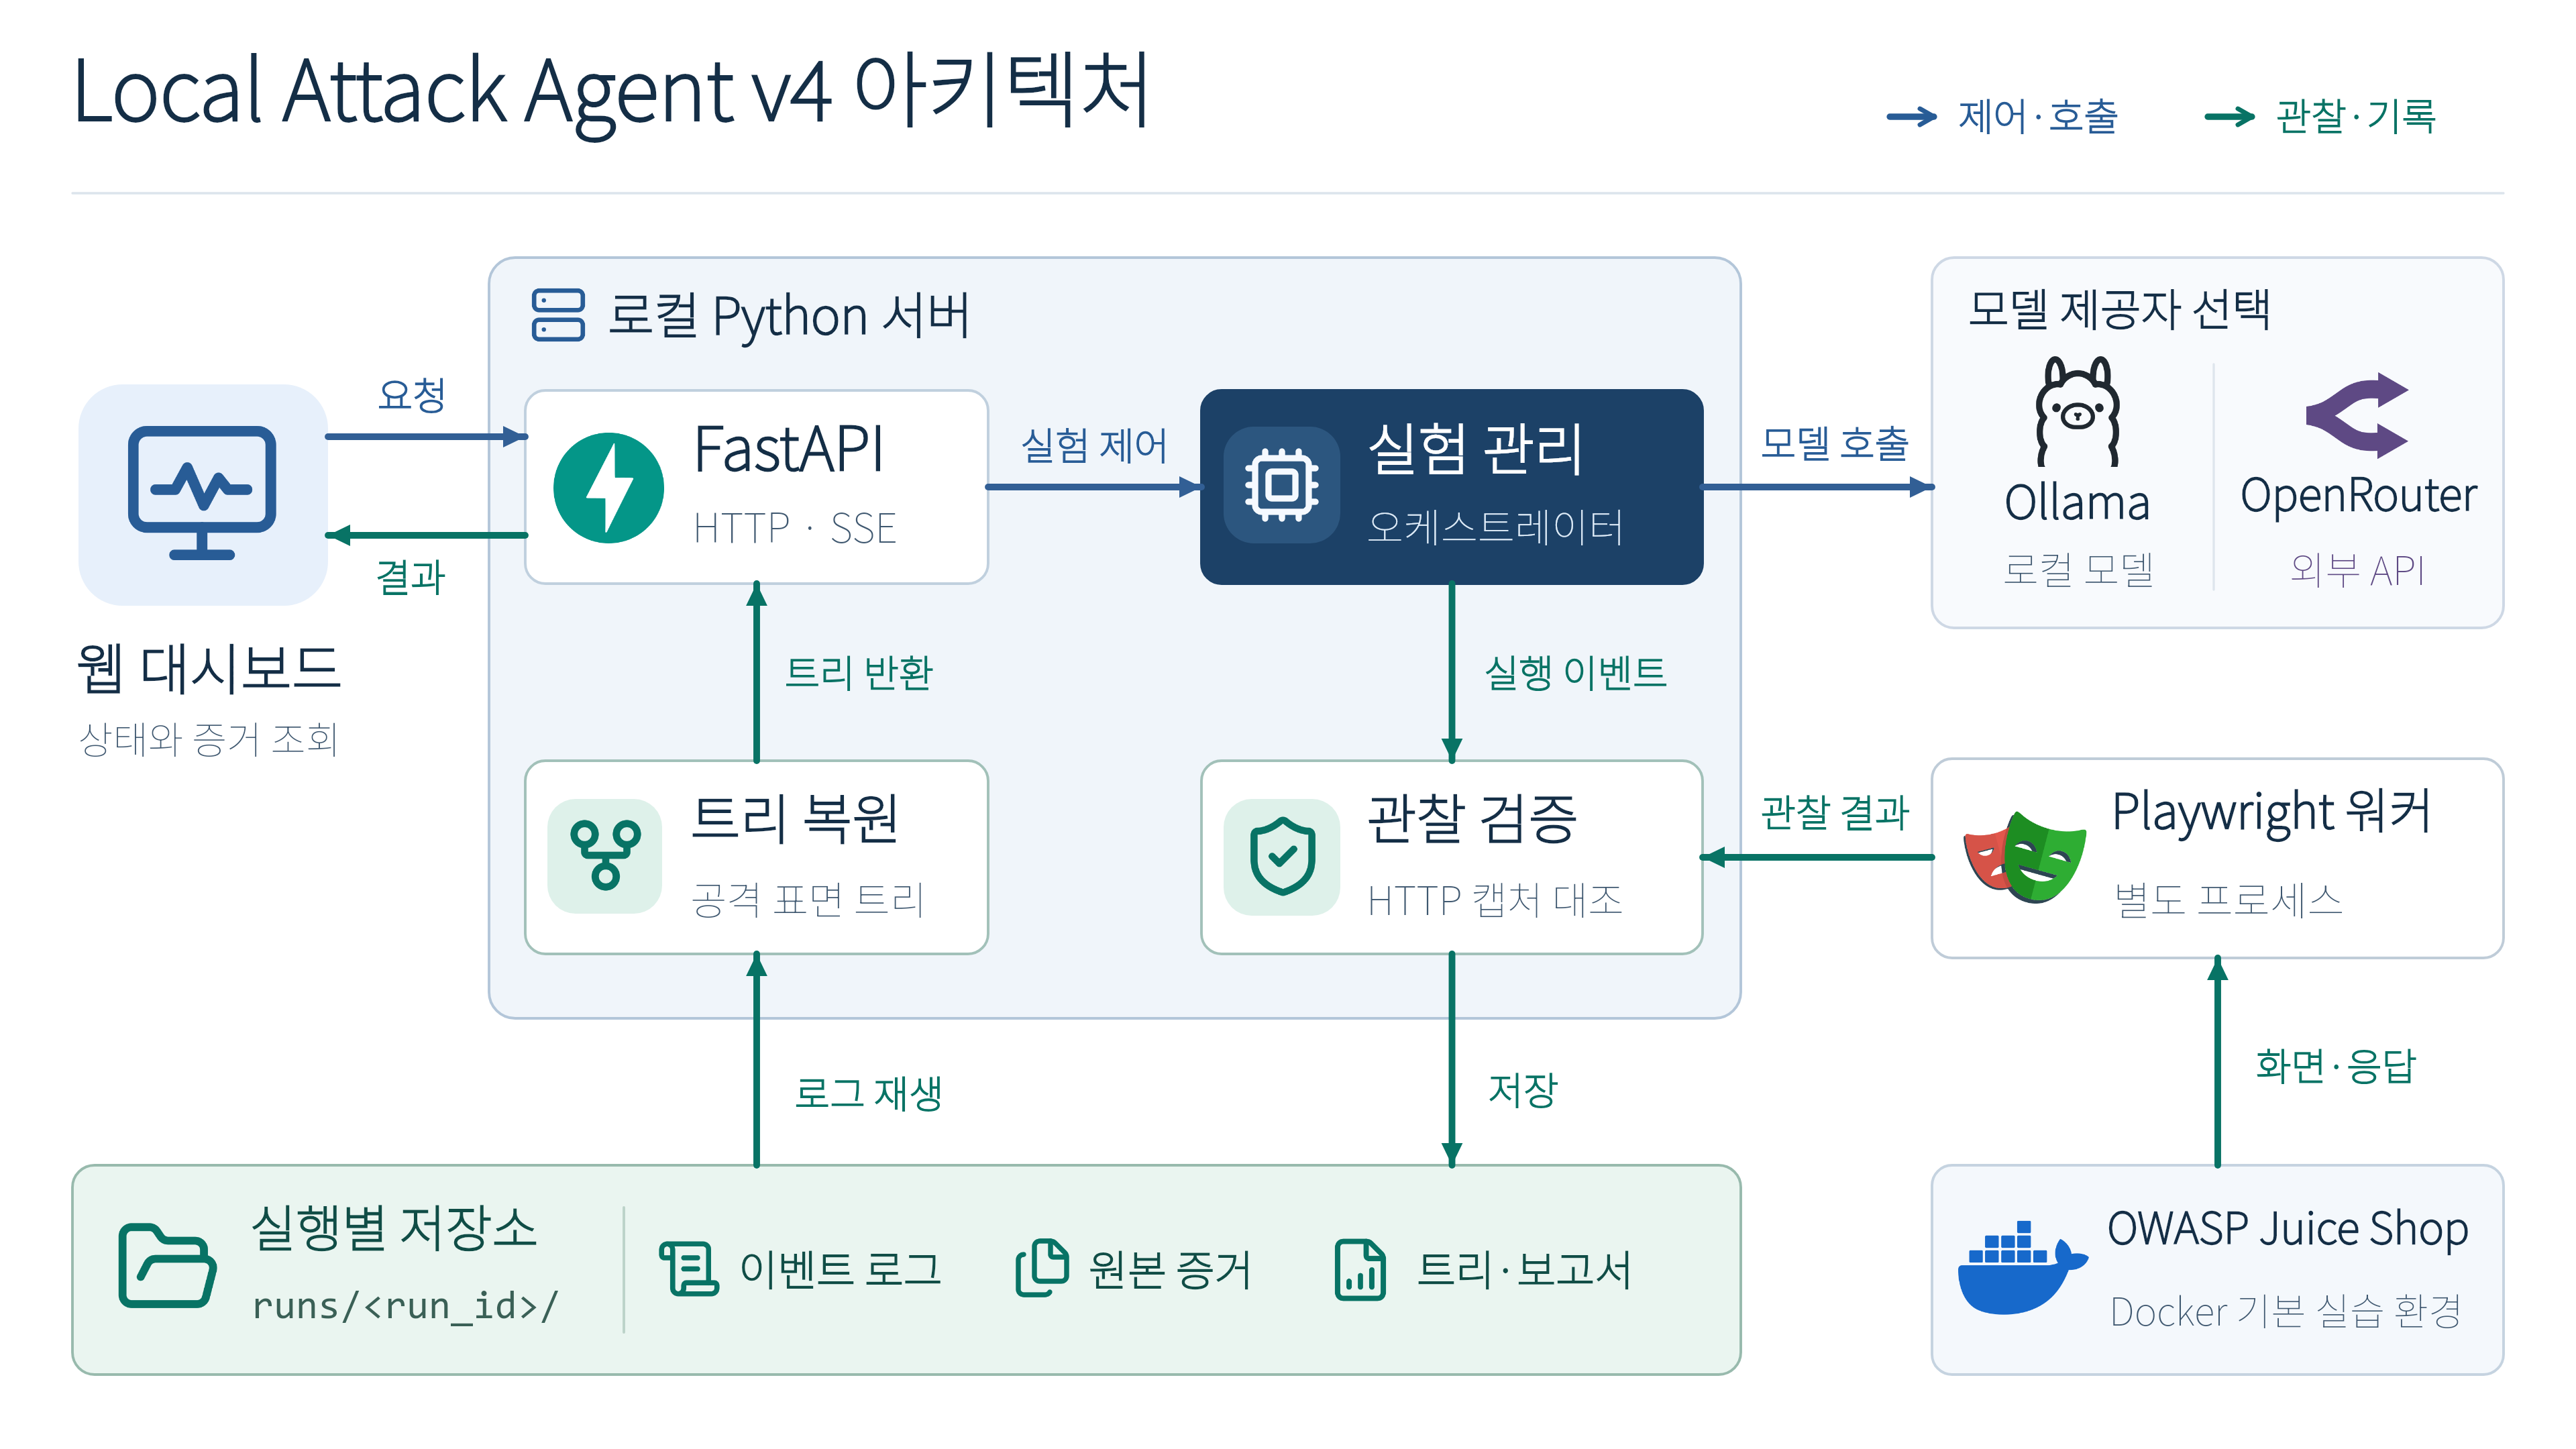 Local Attack Agent v4 아키텍처
제어·호출
관찰·기록
로컬 Python 서버
모델 제공자 선택
요청
FastAPI
HTTP · SSE
실험 제어
실험 관리
오케스트레이터
모델 호출
Ollama
로컬 모델
OpenRouter
외부 API
결과
웹 대시보드
상태와 증거 조회
트리 반환
실행 이벤트
트리 복원
공격 표면 트리
관찰 검증
HTTP 캡처 대조
관찰 결과
Playwright 워커
별도 프로세스
로그 재생
저장
화면·응답
실행별 저장소
runs/<run_id>/
이벤트 로그
원본 증거
트리·보고서
OWASP Juice Shop
Docker 기본 실습 환경